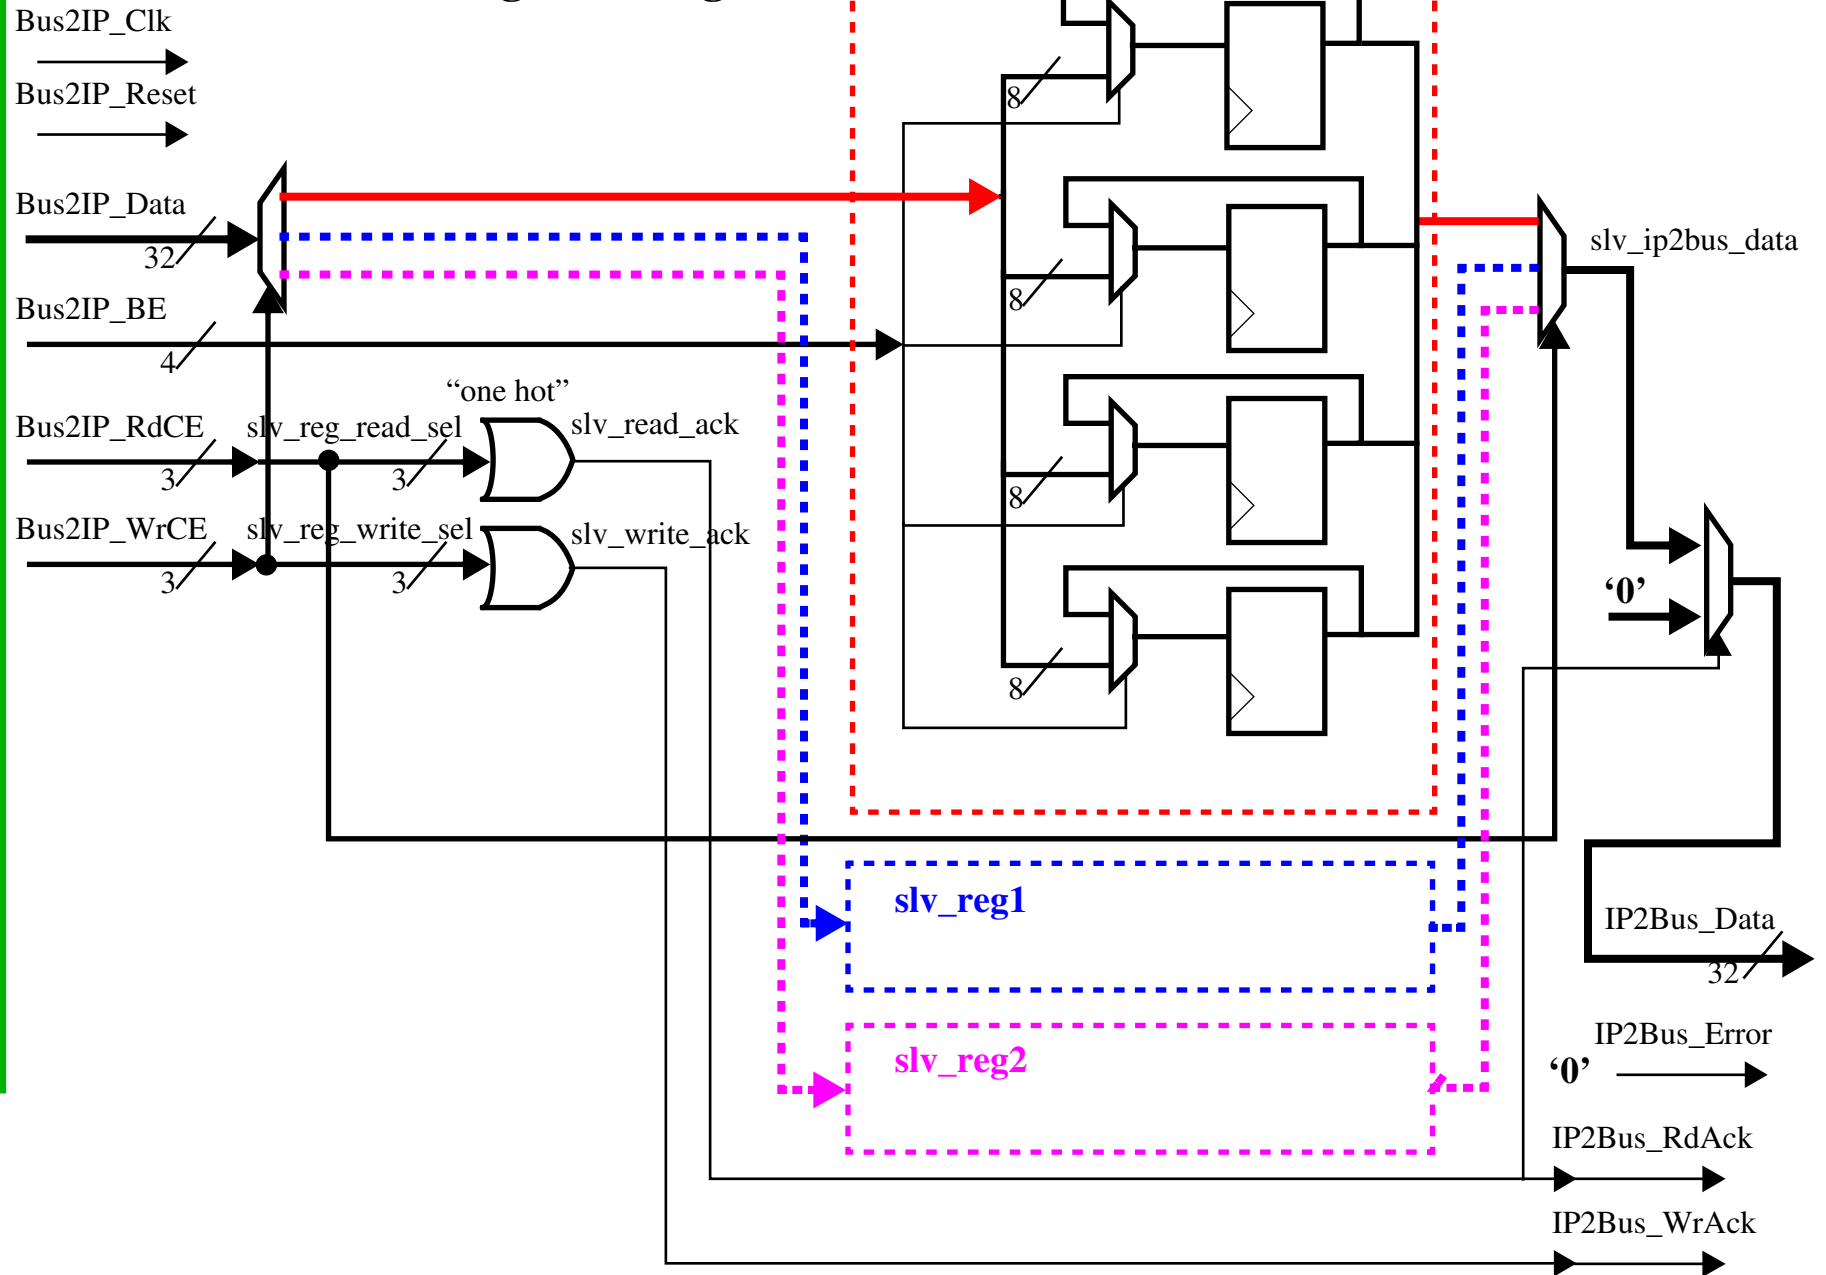 Bus2IP_Clk
Bus2IP_Reset
8
Bus2IP_Data
32
slv_ip2bus_data
8
Bus2IP_BE
4
“one hot”
Bus2IP_RdCE
slv_reg_read_sel
slv_read_ack
3
3
8
Bus2IP_WrCE
slv_reg_write_sel
slv_write_ack
3
3
‘0’
8
slv_reg1
IP2Bus_Data
32
IP2Bus_Error
slv_reg2
‘0’
IP2Bus_RdAck
IP2Bus_WrAck